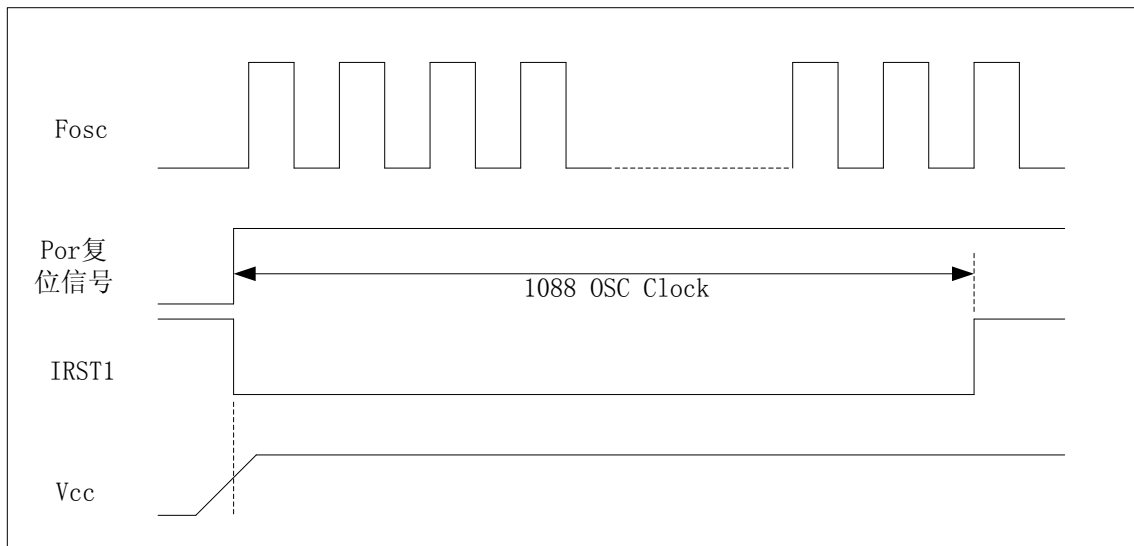 Fosc
Por复
位信号
1088 OSC Clock
IRST1
Vcc